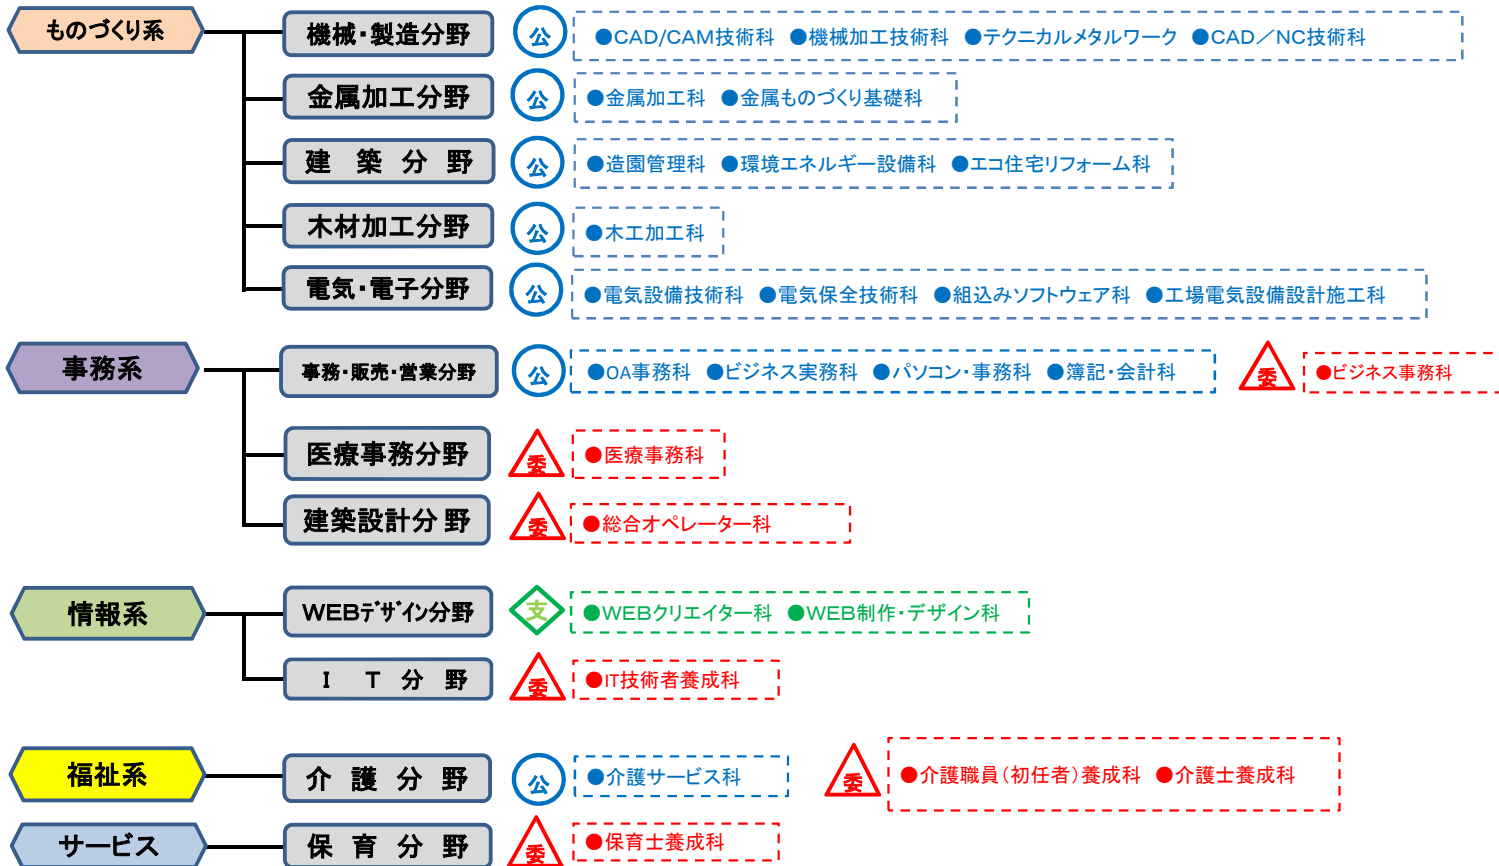 ものづくり系 機械・製造分野 公 ●CAD/CAM技術科 ●機械加工技術科 ●テクニカルメタルワーク ●CAD／NC技術科
金属加工分野 公 ●金属加工科 ●金属ものづくり基礎科
建築分野 公 ●造園管理科 ●環境エネルギー設備科 ●エコ住宅リフォーム科
木材加工分野 公 ●木工加工科
電気・電子分野 公 ●電気設備技術科 ●電気保全技術科 ●組込みソフトウェア科 ●工場電気設備設計施工科
事務系 事務・販売・営業分野 公 ●OA事務科 ●ビジネス実務科 ●パソコン・事務科 ●簿記・会計科 委 ●ビジネス事務科
医療事務分野 委 ●医療事務科
建築設計分野 委 ●総合オペレーター科
情報系 WEBﾃﾞｻﾞｲﾝ分野 支 ●WEBクリエイター科 ●WEB制作・デザイン科
IT分野 委 ●IT技術者養成科
福祉系 介護分野 公 ●介護サービス科 委 ●介護職員（初任者）養成科 ●介護士養成科
サービス 保育分野 委 ●保育士養成科